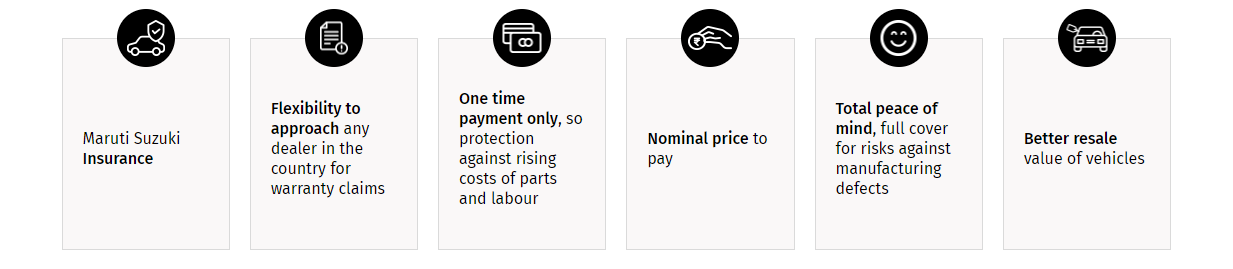 Maruti Suzuki
Insurance
Flexibility to
approach any
dealer in the
country for
warranty claims
One time
payment only, so
protection
against rising
costs of parts
and labour
₹
Nominal price to
pay
Total peace of
mind, full cover
for risks against
manufacturing
defects
Better resale
value of vehicles